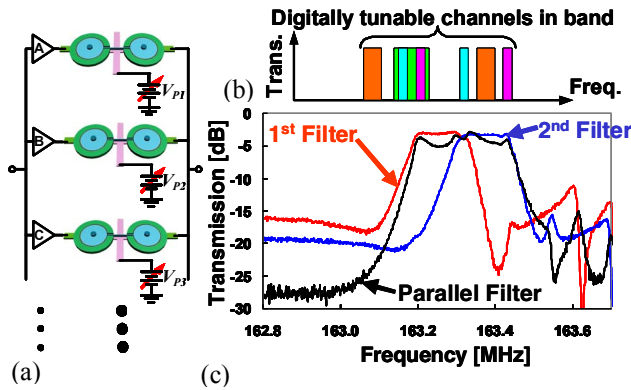 A
V_P1
B
V_P2
C
V_P3
(a)
Digitally tunable channels in band
Trans.
(b)
Freq.
Transmission [dB]
0
-5
-10
-15
-20
-25
-30
1st Filter
2nd Filter
Parallel Filter
162.8
163.0
163.2
163.4
163.6
(c)
Frequency [MHz]